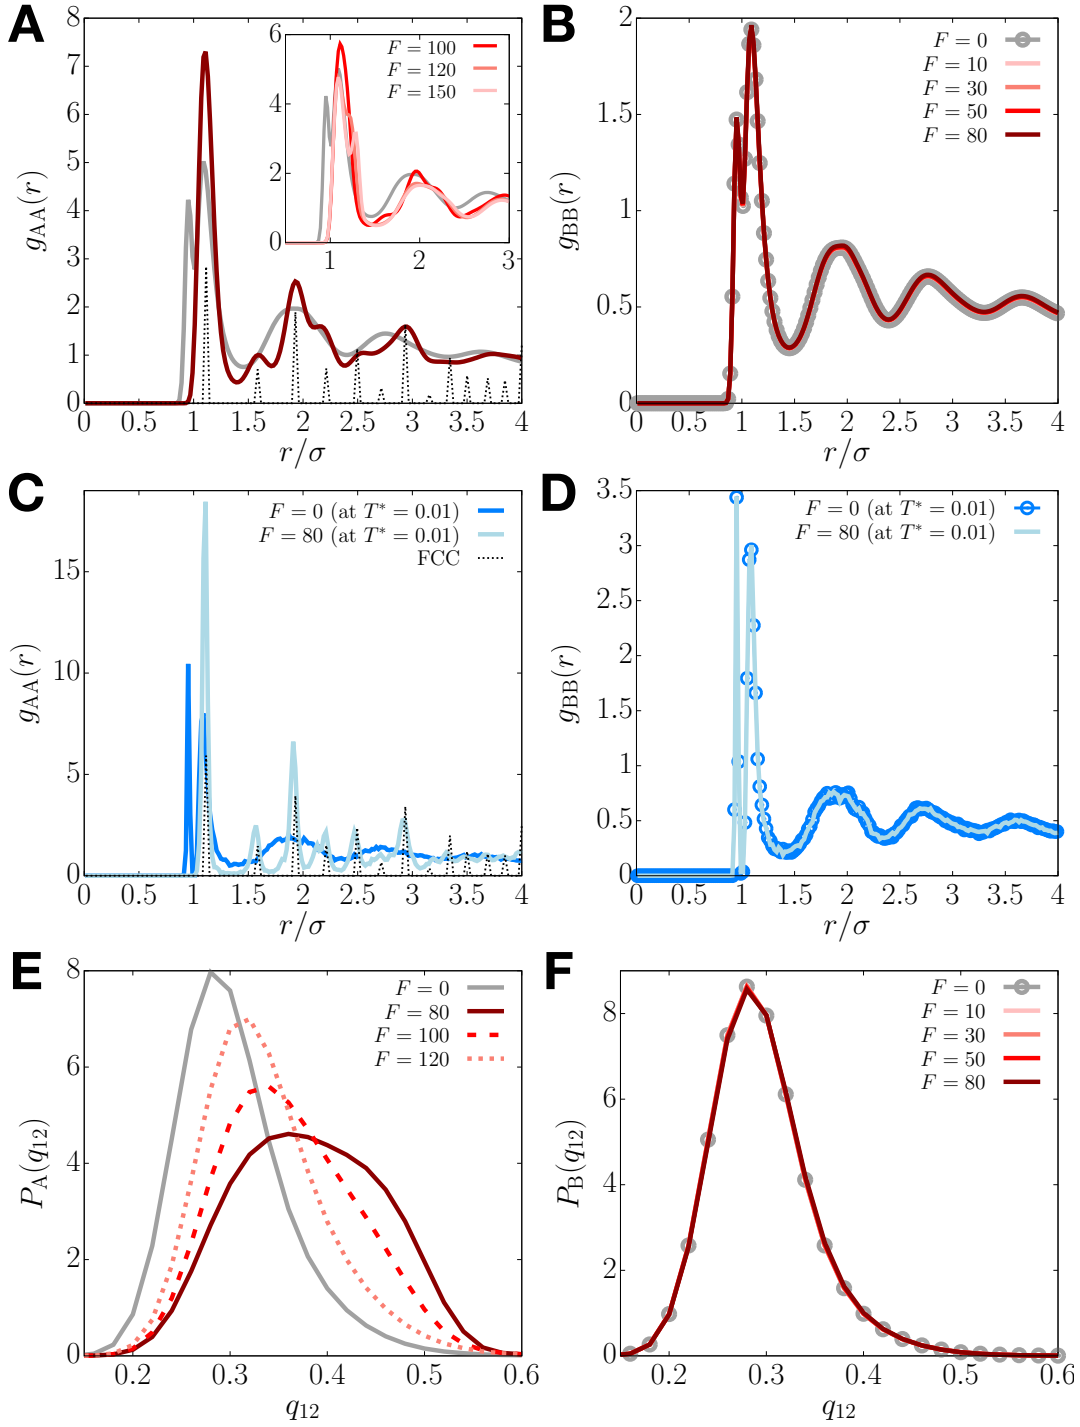 A
8
7
6
5
4
3
2
1
0
g_AA(r)
0 0.5 1 1.5 2 2.5 3 3.5 4
r/σ
6
4
2
0
1 2 3
F = 100
F = 120
F = 150
B
2
1.5
1
0.5
0
g_BB(r)
0 0.5 1 1.5 2 2.5 3 3.5 4
r/σ
F = 0
F = 10
F = 30
F = 50
F = 80
C
15
10
5
0
g_AA(r)
0 0.5 1 1.5 2 2.5 3 3.5 4
r/σ
F = 0 (at T* = 0.01)
F = 80 (at T* = 0.01)
FCC
D
3.5
3
2.5
2
1.5
1
0.5
0
g_BB(r)
0 0.5 1 1.5 2 2.5 3 3.5 4
r/σ
F = 0 (at T* = 0.01)
F = 80 (at T* = 0.01)
E
8
6
4
2
0
P_A(q_12)
0.2 0.3 0.4 0.5 0.6
q_12
F = 0
F = 80
F = 100
F = 120
F
8
6
4
2
0
P_B(q_12)
0.2 0.3 0.4 0.5 0.6
q_12
F = 0
F = 10
F = 30
F = 50
F = 80